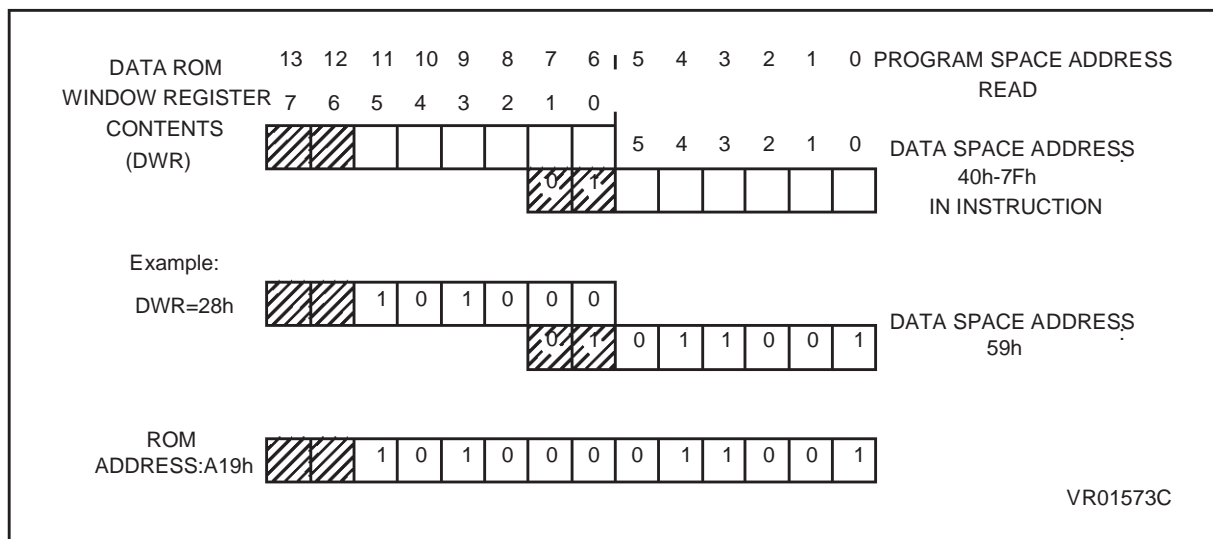 13 12 11 10 9 8 7 6 5 4 3 2 1 0 PROGRAM SPACE ADDRESS
READ
DATA ROM
WINDOW REGISTER
CONTENTS
(DWR)
7 6 5 4 3 2 1 0
5 4 3 2 1 0
DATA SPACE ADDRESS
:
40h-7Fh
IN INSTRUCTION
0 1
Example:
DWR=28h
1 0 1 0 0 0
0 1 0 1 1 0 0 1
DATA SPACE ADDRESS
:
59h
ROM
ADDRESS:A19h
1 0 1 0 0 0 0 1 1 0 0 1
VR01573C